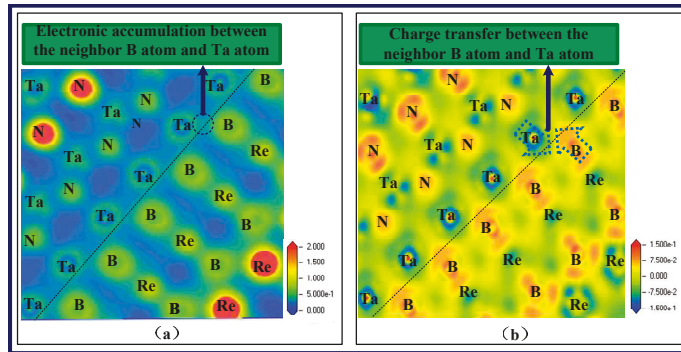 Electronic accumulation between
the neighbor B atom and Ta atom
Charge transfer between the
neighbor B atom and Ta atom
Ta N Ta B
N N N Ta B
Ta N B Re
Ta Ta B Re
N Ta B Re Re
Ta Ta B Re B Re
2.000
1.500
1.000
5.000e-1
0.000
(a)
Ta N B Ta B
N B Ta B
Ta N Ta B Re
N Ta B Re
Ta B Re B Re
Ta B B Re
1.500e-1
7.500e-2
0.000
-7.500e-2
1.600e-1
(b)